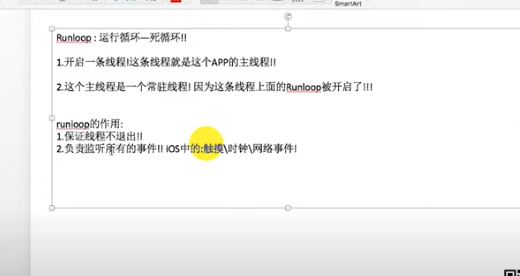 SmartArt
Runloop : 运行循环—死循环!!
1.开启一条线程!这条线程就是这个APP的主线程!!
2.这个主线程是一个常驻线程! 因为这条线程上面的Runloop被开启了!!!
runloop的作用:
1.保证线程不退出!!
2.负责监听所有的事件!! iOS中的:触摸\时钟\网络事件!